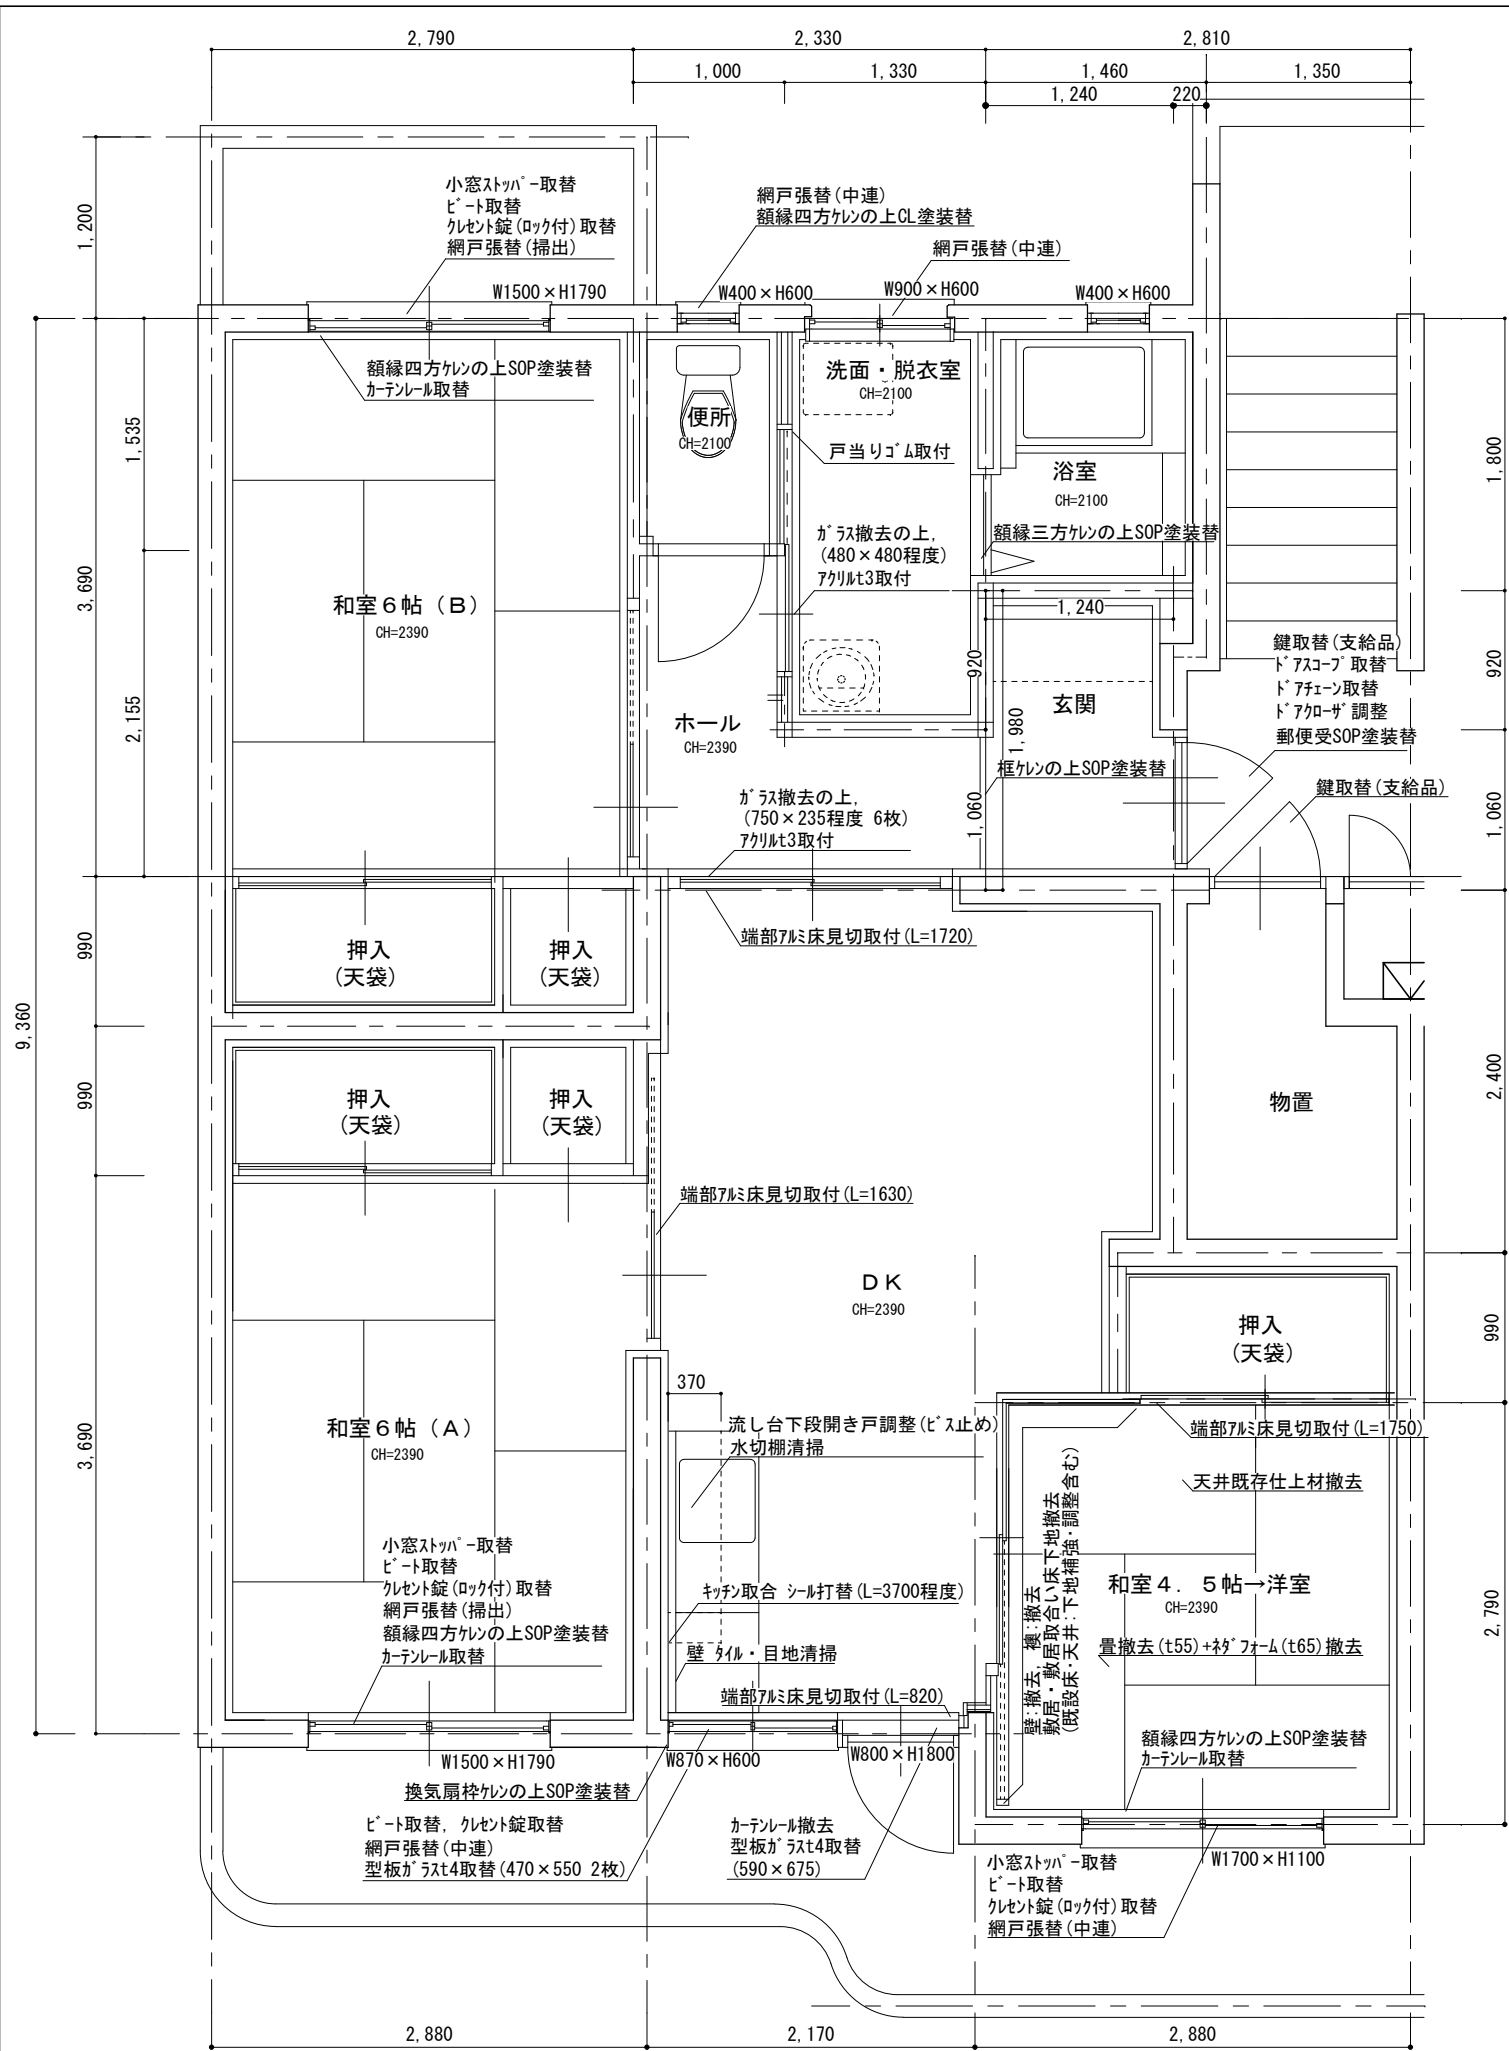 2,790
2,330
2,810
1,000
1,330
1,460
1,350
1,240
220
1,200
小窓ｽﾄｯﾊﾟｰ取替
ﾋﾞｰﾄ取替
ｸﾚｾﾝﾄ錠(ﾛｯｸ付)取替
網戸張替(掃出)
網戸張替(中連)
額縁四方ｹﾚﾝの上CL塗装替
網戸張替(中連)
W1500×H1790
W400×H600
W900×H600
W400×H600
額縁四方ｹﾚﾝの上SOP塗装替
ｶｰﾃﾝﾚｰﾙ取替
便所
CH=2100
洗面・脱衣室
CH=2100
戸当りｺﾞﾑ取付
浴室
CH=2100
1,535
1,800
ｶﾞﾗｽ撤去の上,
(480×480程度)
ｱｸﾘﾙt3取付
額縁三方ｹﾚﾝの上SOP塗装替
3,690
和室６帖（Ｂ）
CH=2390
1,240
920
920
鍵取替(支給品)
ﾄﾞｱｽｺｰﾌﾟ取替
ﾄﾞｱﾁｪｰﾝ取替
ﾄﾞｱｸﾛｰｻﾞ調整
郵便受SOP塗装替
2,155
ホール
CH=2390
玄関
1,980
框ｹﾚﾝの上SOP塗装替
鍵取替(支給品)
1,060
1,060
ｶﾞﾗｽ撤去の上,
(750×235程度 6枚)
ｱｸﾘﾙt3取付
端部ｱﾙﾐ床見切取付(L=1720)
990
押入
(天袋)
押入
(天袋)
9,360
990
押入
(天袋)
押入
(天袋)
物置
2,400
端部ｱﾙﾐ床見切取付(L=1630)
ＤＫ
CH=2390
押入
(天袋)
990
370
3,690
和室６帖（Ａ）
CH=2390
流し台下段開き戸調整(ﾋﾞｽ止め)
水切棚清掃
端部ｱﾙﾐ床見切取付(L=1750)
天井既存仕上材撤去
壁:撤去, 襖:撤去
敷居・敷居取合い床下地撤去
(既設床・天井:下地補強・調整含む)
小窓ｽﾄｯﾊﾟｰ取替
ﾋﾞｰﾄ取替
ｸﾚｾﾝﾄ錠(ﾛｯｸ付)取替
網戸張替(掃出)
額縁四方ｹﾚﾝの上SOP塗装替
ｶｰﾃﾝﾚｰﾙ取替
ｷｯﾁﾝ取合 ｼｰﾙ打替(L=3700程度)
壁 ﾀｲﾙ・目地清掃
端部ｱﾙﾐ床見切取付(L=820)
和室４．５帖→洋室
CH=2390
畳撤去(t55)+ﾈﾀﾞﾌｫｰﾑ(t65)撤去
2,790
額縁四方ｹﾚﾝの上SOP塗装替
ｶｰﾃﾝﾚｰﾙ取替
W1500×H1790
W870×H600
W800×H1800
換気扇枠ｹﾚﾝの上SOP塗装替
ﾋﾞｰﾄ取替, ｸﾚｾﾝﾄ錠取替
網戸張替(中連)
型板ｶﾞﾗｽt4取替(470×550 2枚)
ｶｰﾃﾝﾚｰﾙ撤去
型板ｶﾞﾗｽt4取替
(590×675)
W1700×H1100
小窓ｽﾄｯﾊﾟｰ取替
ﾋﾞｰﾄ取替
ｸﾚｾﾝﾄ錠(ﾛｯｸ付)取替
網戸張替(中連)
2,880
2,170
2,880